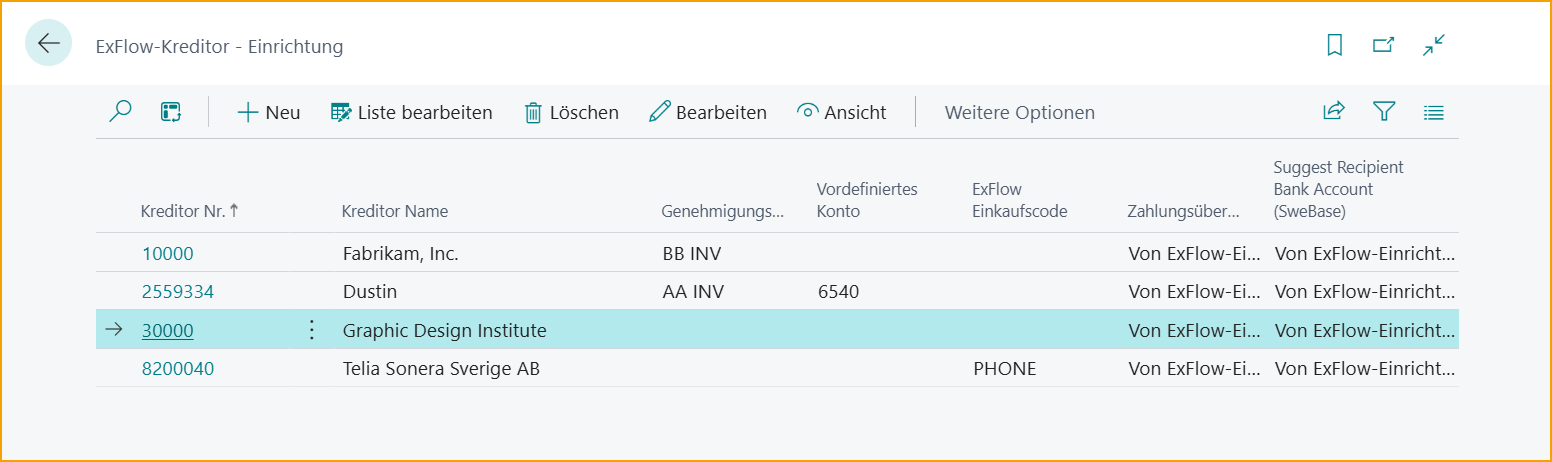 ExFlow-Kreditor - Einrichtung
Neu Liste bearbeiten Löschen Bearbeiten Ansicht Weitere Optionen
Kreditor Nr. Kreditor Name Genehmigungs... Vordefiniertes Konto ExFlow Einkaufscode Zahlungsüber... Suggest Recipient Bank Account (SweBase)
10000 Fabrikam, Inc. BB INV Von ExFlow-Ei... Von ExFlow-Einricht...
2559334 Dustin AA INV 6540 Von ExFlow-Ei... Von ExFlow-Einricht...
30000 Graphic Design Institute Von ExFlow-Ei... Von ExFlow-Einricht...
8200040 Telia Sonera Sverige AB PHONE Von ExFlow-Ei... Von ExFlow-Einricht...